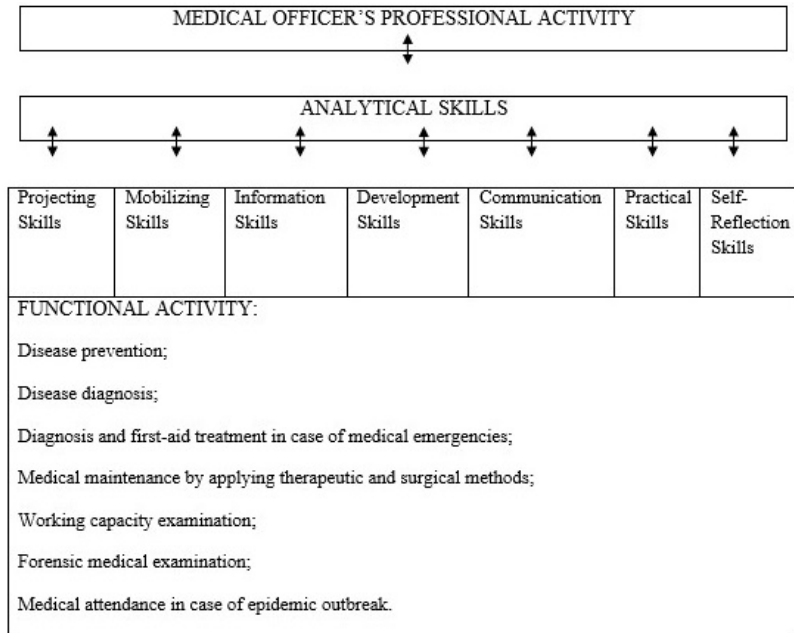 MEDICAL OFFICER'S PROFESSIONAL ACTIVITY
ANALYTICAL SKILLS
Projecting Skills
Mobilizing Skills
Information Skills
Development Skills
Communication Skills
Practical Skills
Self-Reflection Skills
FUNCTIONAL ACTIVITY:
Disease prevention;
Disease diagnosis;
Diagnosis and first-aid treatment in case of medical emergencies;
Medical maintenance by applying therapeutic and surgical methods;
Working capacity examination;
Forensic medical examination;
Medical attendance in case of epidemic outbreak.